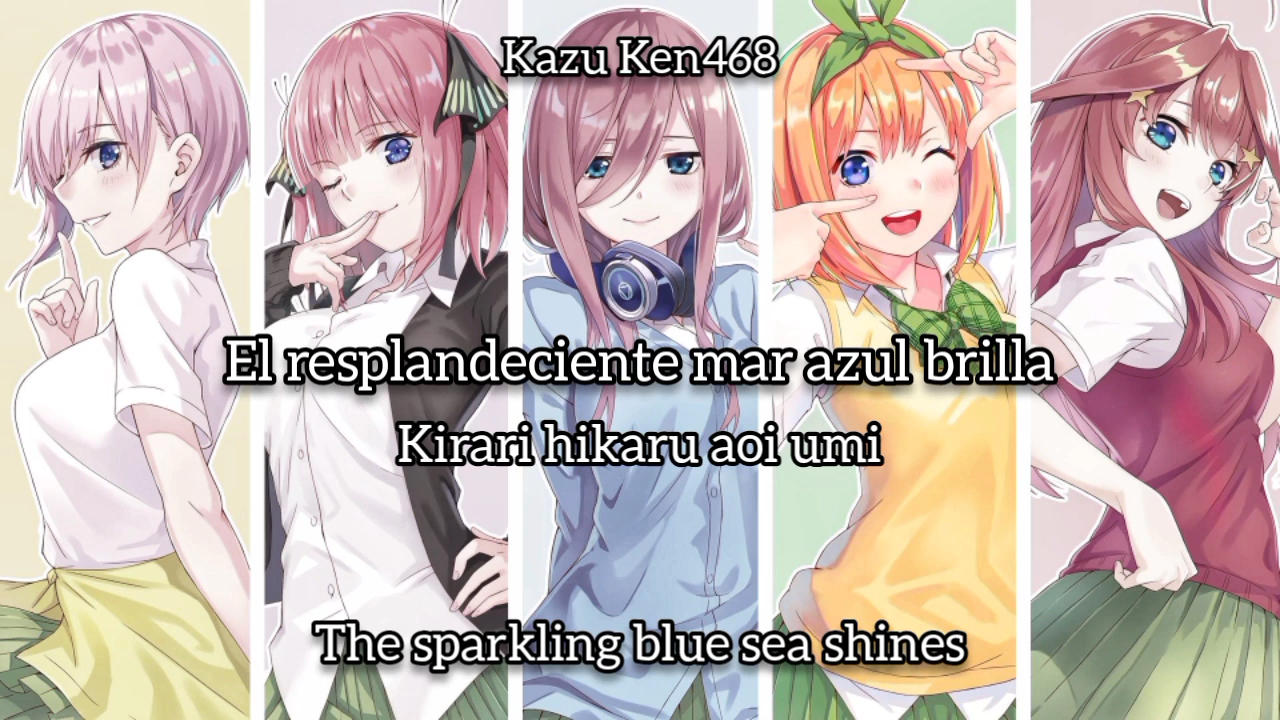 Kazu Ken468
El resplandeciente mar azul brilla
Kirari hikaru aoi umi
The sparkling blue sea shines